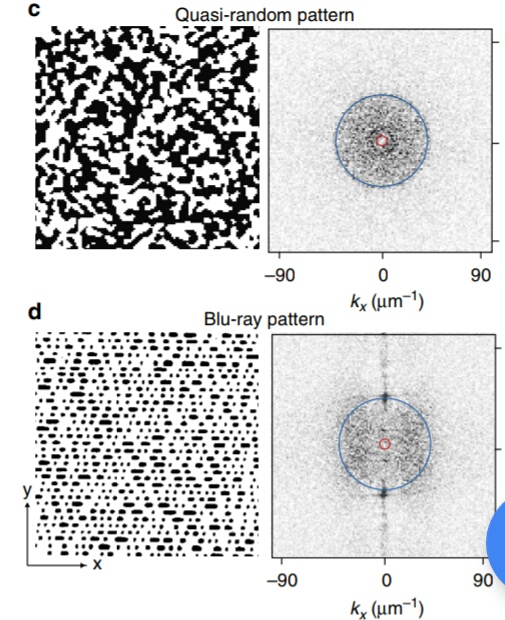 c
Quasi-random pattern
–90 0 90
kx (μm⁻¹)
d
Blu-ray pattern
y
x
–90 0 90
kx (μm⁻¹)